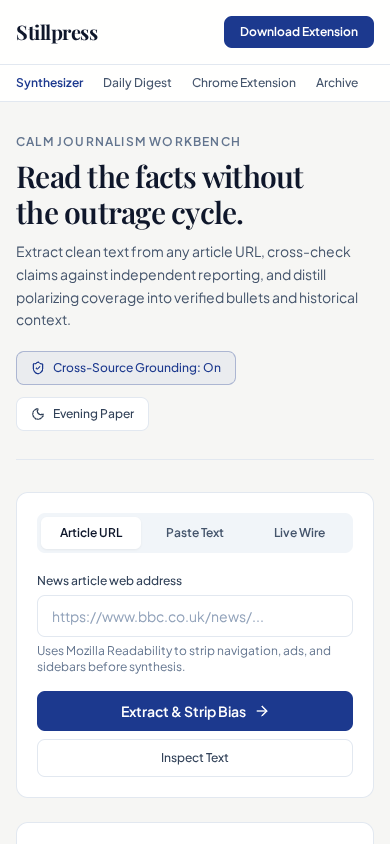 Stillpress
Download Extension
Synthesizer
Daily Digest
Chrome Extension
Archive
CALM JOURNALISM WORKBENCH
Read the facts without
the outrage cycle.
Extract clean text from any article URL, cross-check
claims against independent reporting, and distill
polarizing coverage into verified bullets and historical
context.
Cross-Source Grounding: On
Evening Paper
Article URL
Paste Text
Live Wire
News article web address
https://www.bbc.co.uk/news/...
Uses Mozilla Readability to strip navigation, ads, and
sidebars before synthesis.
Extract & Strip Bias
Inspect Text